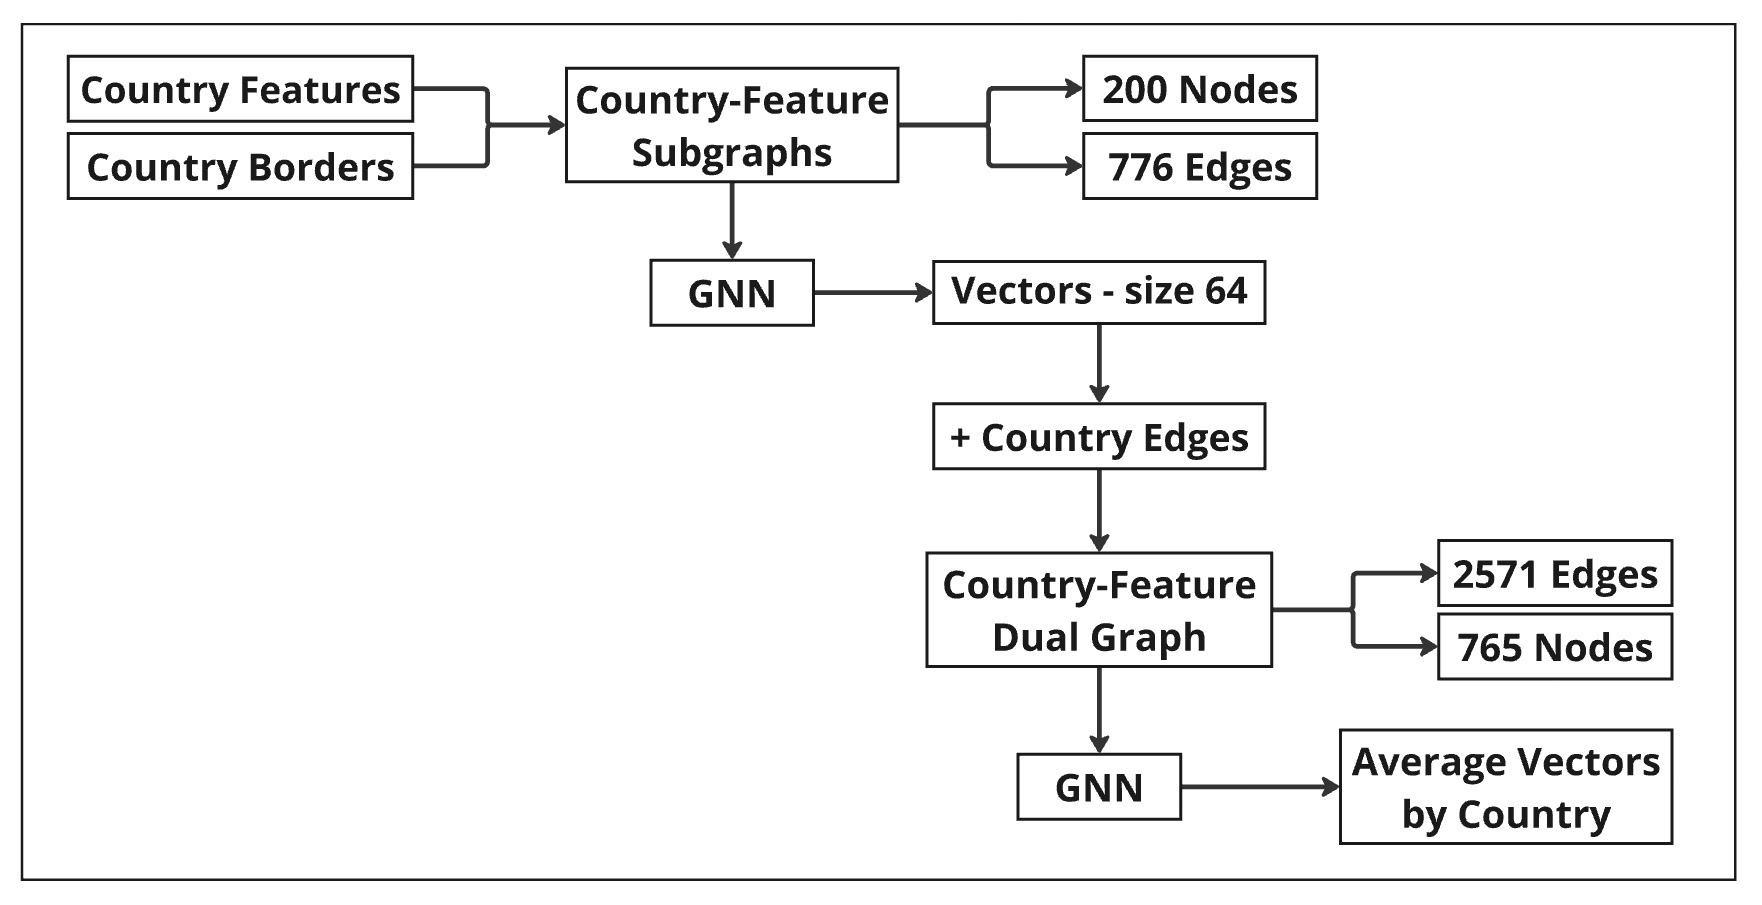 Country Features
Country Borders
Country-Feature
Subgraphs
200 Nodes
776 Edges
GNN
Vectors - size 64
+ Country Edges
Country-Feature
Dual Graph
2571 Edges
765 Nodes
GNN
Average Vectors
by Country